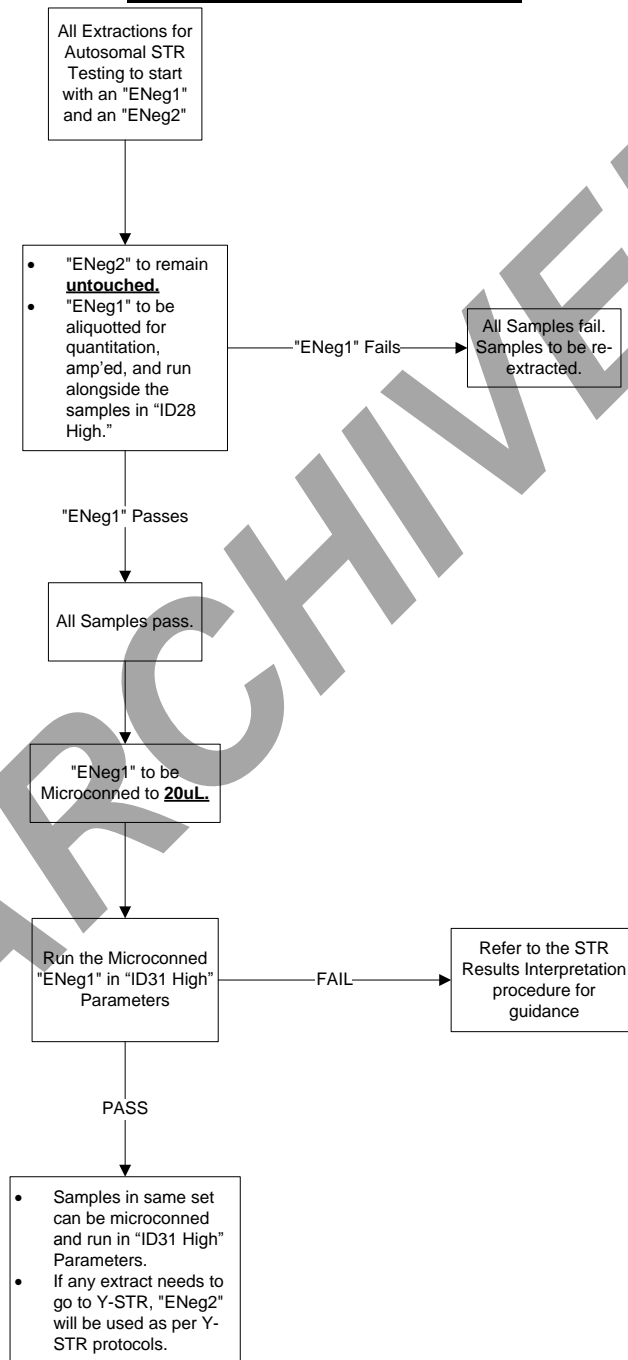 All Extractions for
Autosomal STR
Testing to start
with an "ENeg1"
and an "ENeg2"
• "ENeg2" to remain
untouched.
• "ENeg1" to be
aliquotted for
quantitation,
amp'ed, and run
alongside the
samples in “ID28
High.”
"ENeg1" Fails
All Samples fail.
Samples to be re-
extracted.
"ENeg1" Passes
All Samples pass.
"ENeg1" to be
Microconned to 20uL.
Run the Microconned
"ENeg1" in “ID31 High”
Parameters
FAIL
Refer to the STR
Results Interpretation
procedure for
guidance
PASS
• Samples in same set
can be microconned
and run in “ID31 High”
Parameters.
• If any extract needs to
go to Y-STR, "ENeg2"
will be used as per Y-
STR protocols.
ARCHIVE